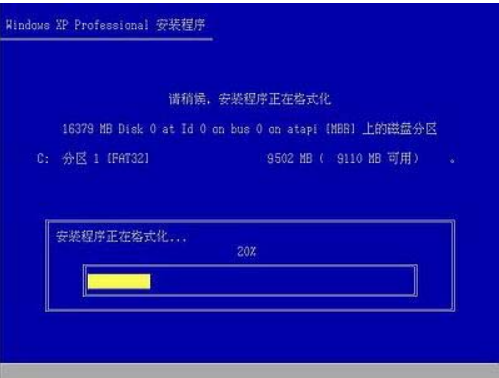 Windows XP Professional 安装程序
请稍候，安装程序正在格式化
16379 MB Disk 0 at Id 0 on bus 0 on atapi [MBR] 上的磁盘分区
C: 分区 1 [FAT32] 9502 MB ( 9110 MB 可用) 。
安装程序正在格式化...
20%